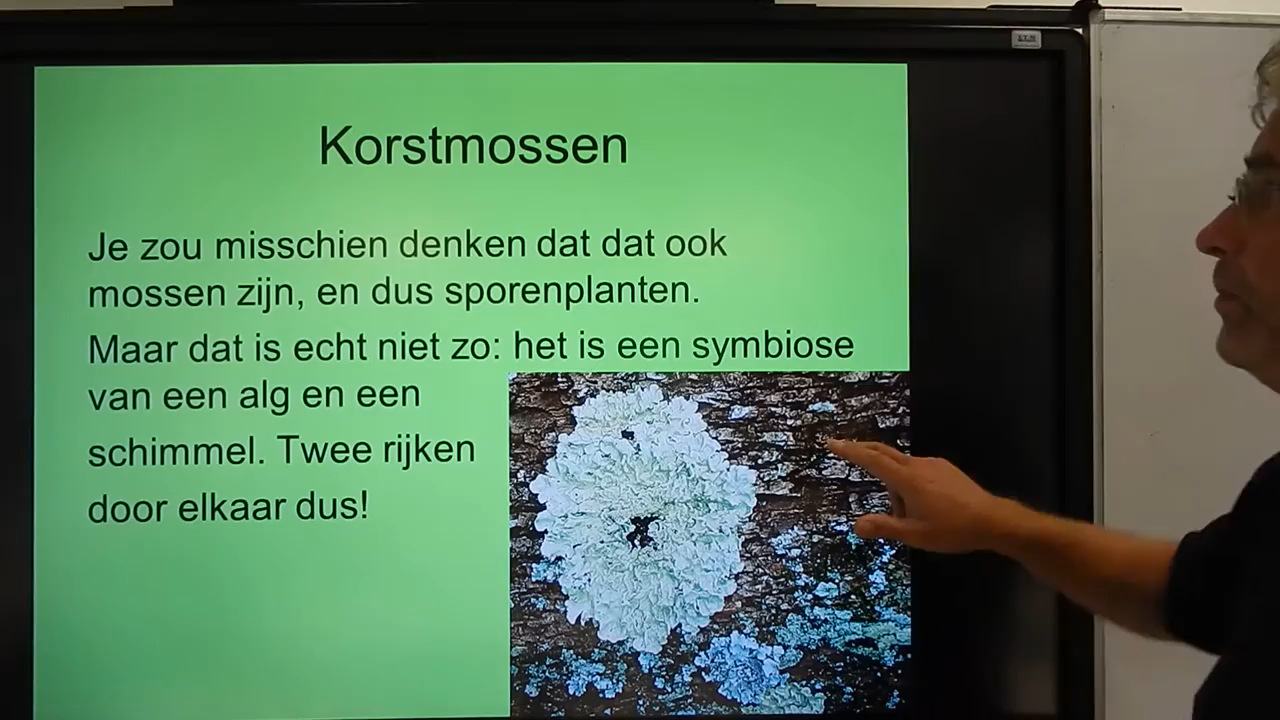 Korstmossen
Je zou misschien denken dat dat ook
mossen zijn, en dus sporenplanten.
Maar dat is echt niet zo: het is een symbiose
van een alg en een
schimmel. Twee rijken
door elkaar dus!